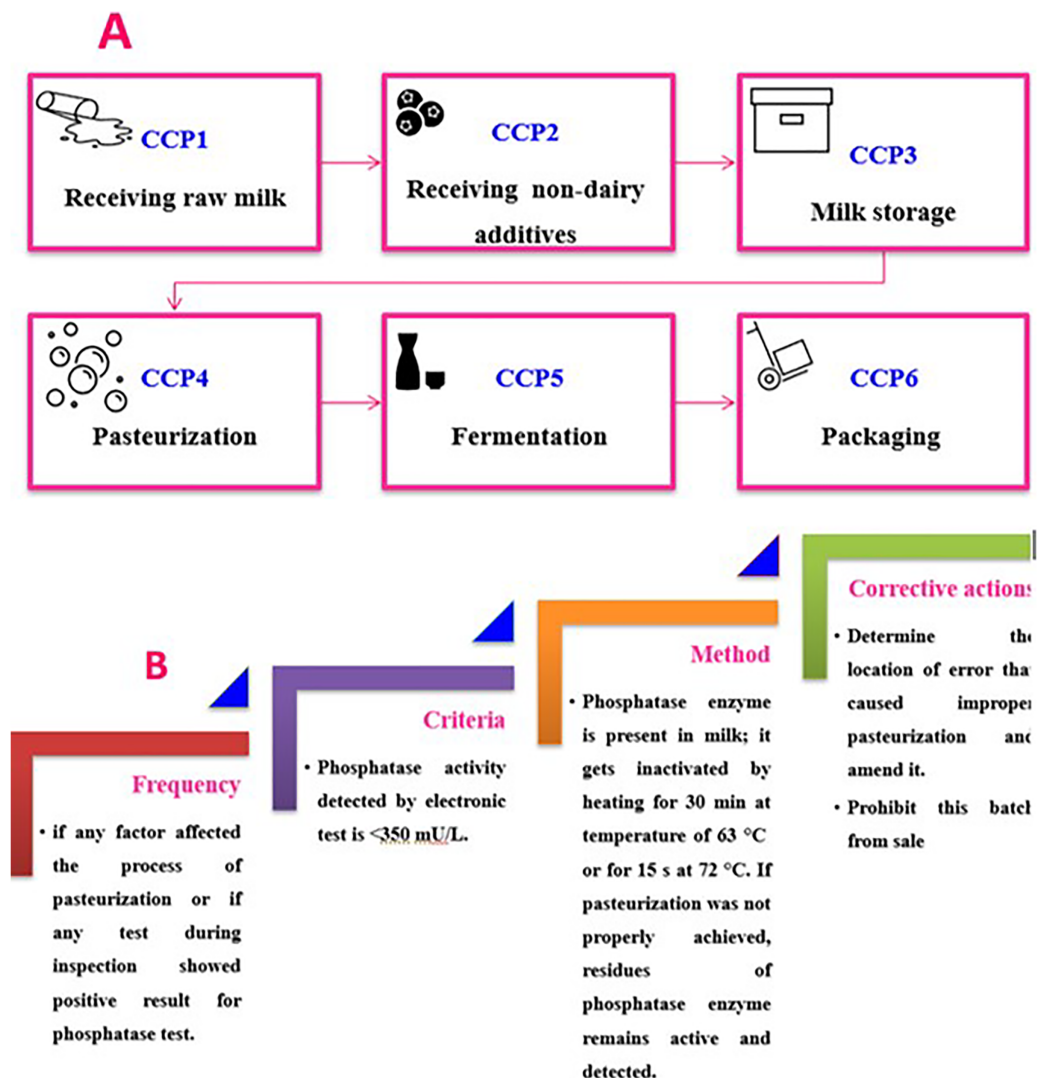 A
CCP1
Receiving raw milk
CCP2
Receiving non-dairy
additives
CCP3
Milk storage
CCP4
Pasteurization
CCP5
Fermentation
CCP6
Packaging
B
Frequency
• if any factor affected
the process of
pasteurization or if
any test during
inspection showed
positive result for
phosphatase test.
Criteria
• Phosphatase activity
detected by electronic
test is <350 mU/L.
Method
• Phosphatase enzyme
is present in milk; it
gets inactivated by
heating for 30 min at
temperature of 63 °C
or for 15 s at 72 °C. If
pasteurization was not
properly achieved,
residues of
phosphatase enzyme
remains active and
detected.
Corrective actions
• Determine the
location of error tha
caused improper
pasteurization and
amend it.
• Prohibit this batch
from sale